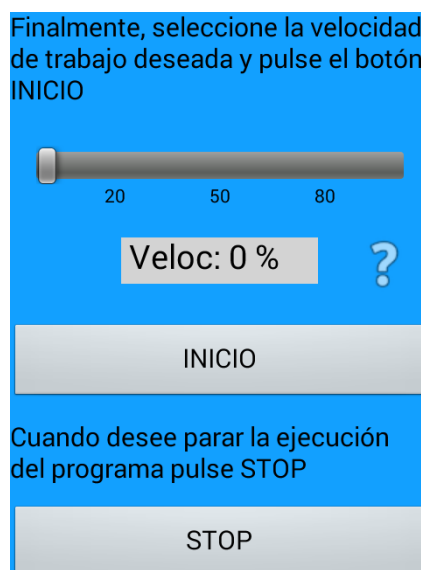 Finalmente, seleccione la velocidad
de trabajo deseada y pulse el botón
INICIO
20 50 80
Veloc: 0 %
?
INICIO
Cuando desee parar la ejecución
del programa pulse STOP
STOP